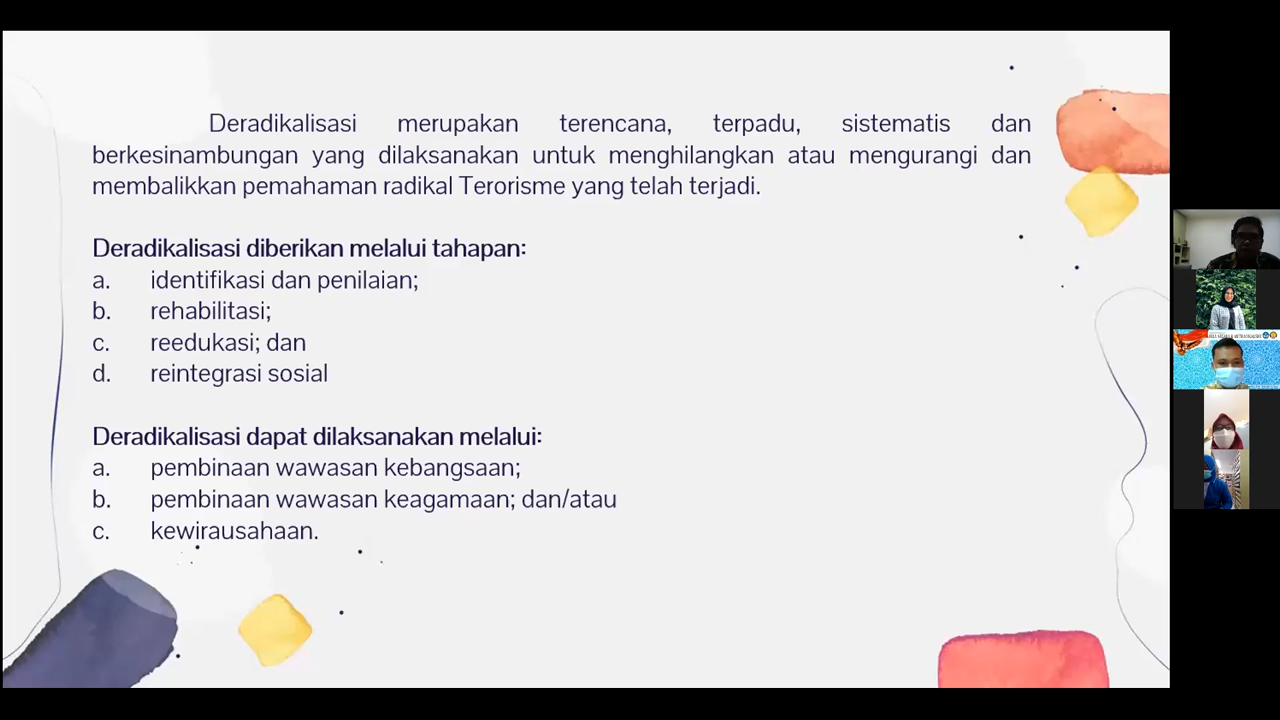 Deradikalisasi merupakan terencana, terpadu, sistematis dan
berkesinambungan yang dilaksanakan untuk menghilangkan atau mengurangi dan
membalikkan pemahaman radikal Terorisme yang telah terjadi.
Deradikalisasi diberikan melalui tahapan:
a. identifikasi dan penilaian;
b. rehabilitasi;
c. reedukasi; dan
d. reintegrasi sosial
Deradikalisasi dapat dilaksanakan melalui:
a. pembinaan wawasan kebangsaan;
b. pembinaan wawasan keagamaan; dan/atau
c. kewirausahaan.